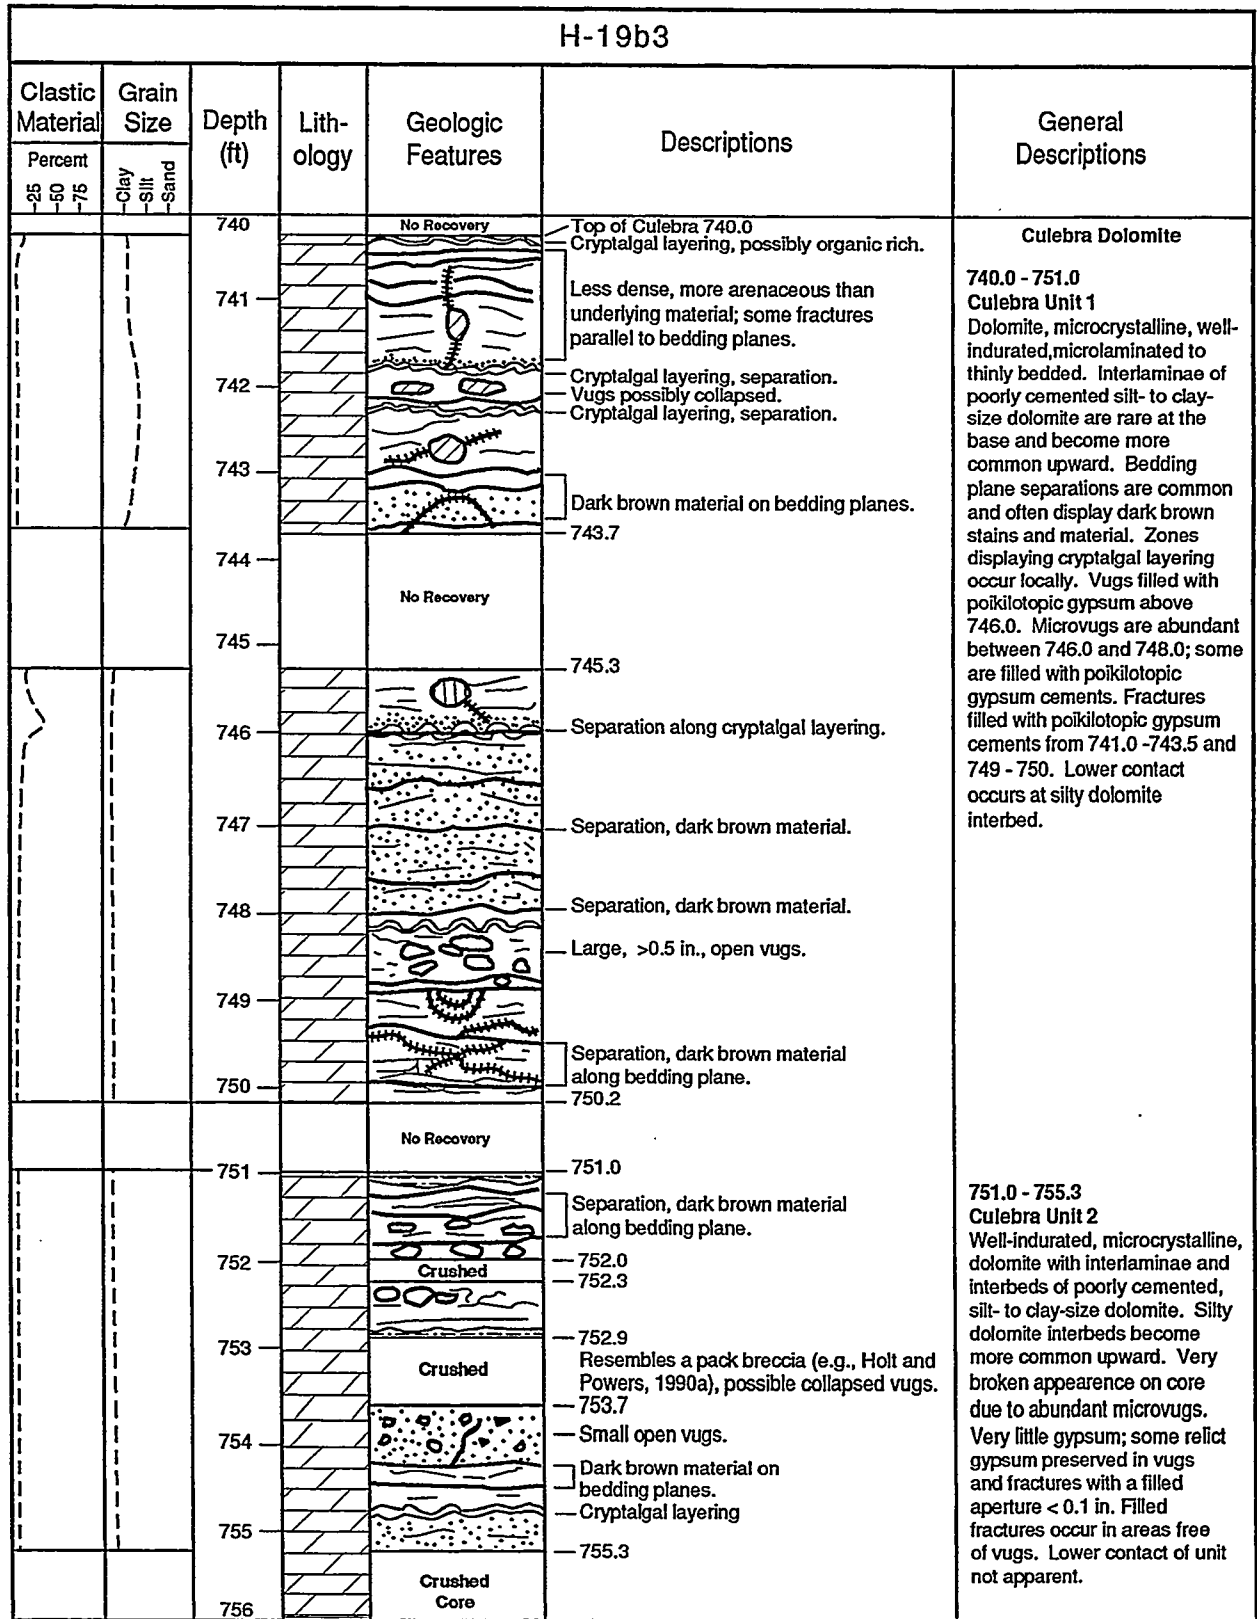 H-19b3
Clastic
Material
Percent
25
50
75
Grain
Size
Clay
Silt
Sand
Depth
(ft)
Lith-
ology
Geologic
Features
Descriptions
General
Descriptions
740
741
742
743
744
745
746
747
748
749
750
751
752
753
754
755
756
No Recovery
No Recovery
No Recovery
Crushed
Crushed
Crushed
Core
Top of Culebra 740.0
Cryptalgal layering, possibly organic rich.
Less dense, more arenaceous than
underlying material; some fractures
parallel to bedding planes.
Cryptalgal layering, separation.
Vugs possibly collapsed.
Cryptalgal layering, separation.
Dark brown material on bedding planes.
743.7
745.3
Separation along cryptalgal layering.
Separation, dark brown material.
Separation, dark brown material.
Large, >0.5 in., open vugs.
Separation, dark brown material
along bedding plane.
750.2
751.0
Separation, dark brown material
along bedding plane.
752.0
752.3
752.9
Resembles a pack breccia (e.g., Holt and
Powers, 1990a), possible collapsed vugs.
753.7
Small open vugs.
Dark brown material on
bedding planes.
Cryptalgal layering
755.3
Culebra Dolomite
740.0 - 751.0
Culebra Unit 1
Dolomite, microcrystalline, well-
indurated,microlaminated to
thinly bedded. Interlaminae of
poorly cemented silt- to clay-
size dolomite are rare at the
base and become more
common upward. Bedding
plane separations are common
and often display dark brown
stains and material. Zones
displaying cryptalgal layering
occur locally. Vugs filled with
poikilotopic gypsum above
746.0. Microvugs are abundant
between 746.0 and 748.0; some
are filled with poikilotopic
gypsum cements. Fractures
filled with poikilotopic gypsum
cements from 741.0 -743.5 and
749 - 750. Lower contact
occurs at silty dolomite
interbed.
751.0 - 755.3
Culebra Unit 2
Well-indurated, microcrystalline,
dolomite with interlaminae and
interbeds of poorly cemented,
silt- to clay-size dolomite. Silty
dolomite interbeds become
more common upward. Very
broken appearence on core
due to abundant microvugs.
Very little gypsum; some relict
gypsum preserved in vugs
and fractures with a filled
aperture < 0.1 in. Filled
fractures occur in areas free
of vugs. Lower contact of unit
not apparent.